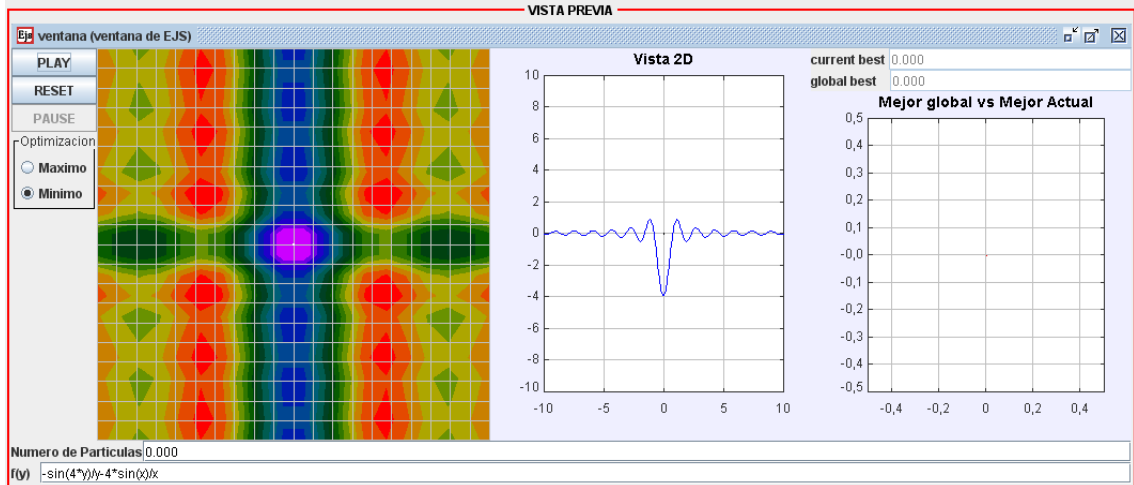 VISTA PREVIA
Ejs ventana (ventana de EJS)
PLAY
RESET
PAUSE
Optimizacion
Maximo
Minimo
Vista 2D
10
8
6
4
2
0
-2
-4
-6
-8
-10
-10 -5 0 5 10
current best 0.000
global best 0.000
Mejor global vs Mejor Actual
0,5
0,4
0,3
0,2
0,1
-0,0
-0,1
-0,2
-0,3
-0,4
-0,5
-0,4 -0,2 0 0,2 0,4
Numero de Particulas 0.000
f(y) -sin(4*y)/y-4*sin(x)/x